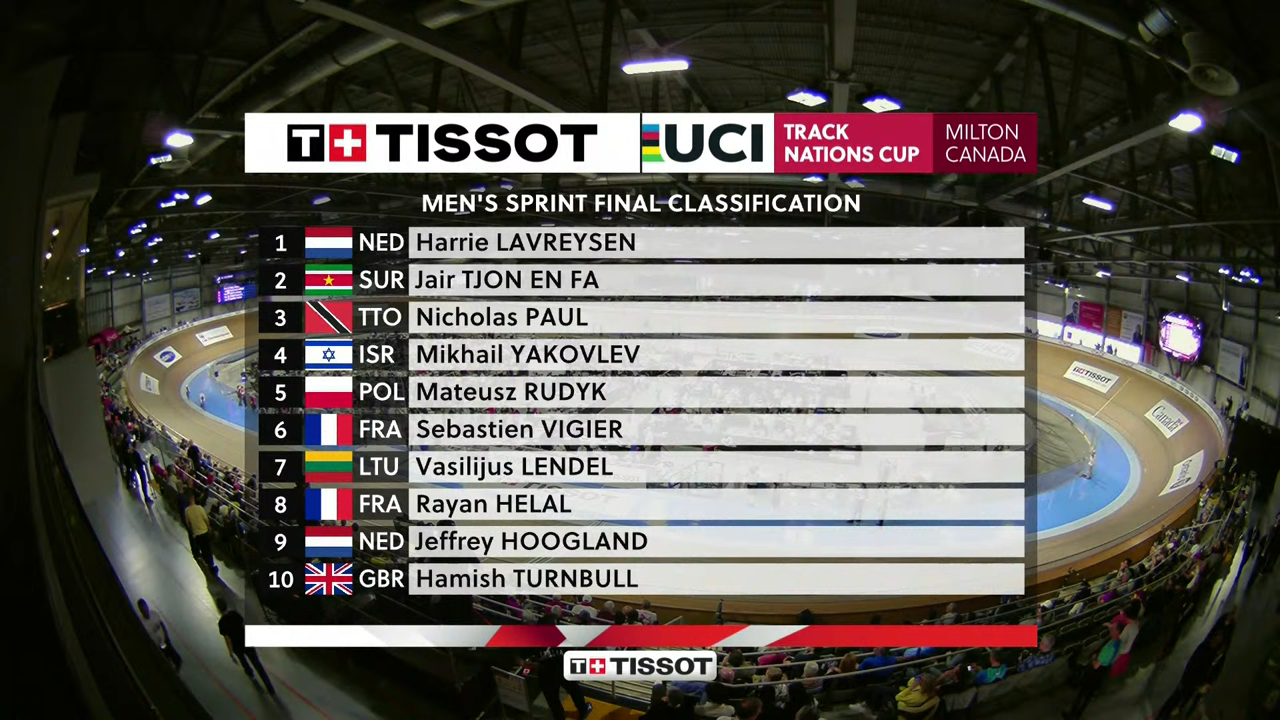 T+ TISSOT
UCI
TRACK
NATIONS CUP
MILTON
CANADA
MEN'S SPRINT FINAL CLASSIFICATION
1 NED Harrie LAVREYSEN
2 SUR Jair TJON EN FA
3 TTO Nicholas PAUL
4 ISR Mikhail YAKOVLEV
5 POL Mateusz RUDYK
6 FRA Sebastien VIGIER
7 LTU Vasilijus LENDEL
8 FRA Rayan HELAL
9 NED Jeffrey HOOGLAND
10 GBR Hamish TURNBULL
TISSOT
Canada
T+ TISSOT